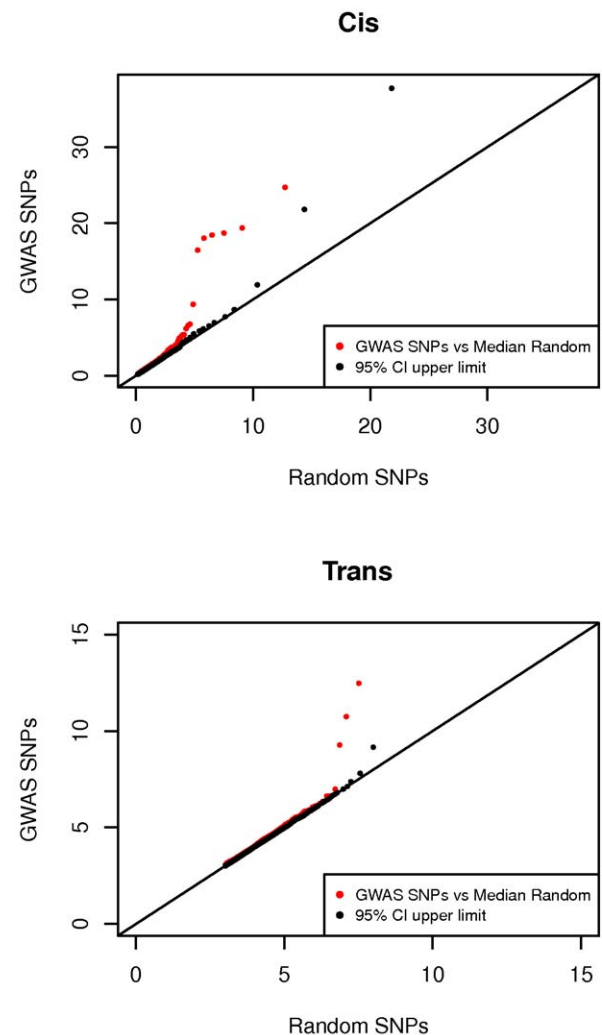 Cis
GWAS SNPs
30
20
10
0
GWAS SNPs vs Median Random
95% CI upper limit
0 10 20 30
Random SNPs
Trans
GWAS SNPs
15
10
5
0
GWAS SNPs vs Median Random
95% CI upper limit
0 5 10 15
Random SNPs